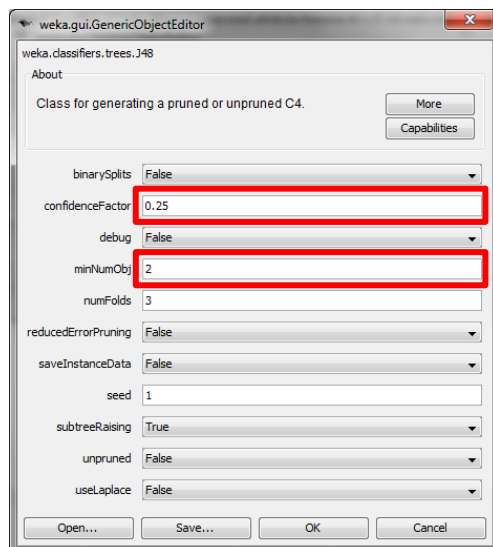 weka.gui.GenericObjectEditor
weka.classifiers.trees.J48
About
Class for generating a pruned or unpruned C4.
More
Capabilities
binarySplits False
confidenceFactor 0.25
debug False
minNumObj 2
numFolds 3
reducedErrorPruning False
saveInstanceData False
seed 1
subtreeRaising True
unpruned False
useLaplace False
Open... Save... OK Cancel